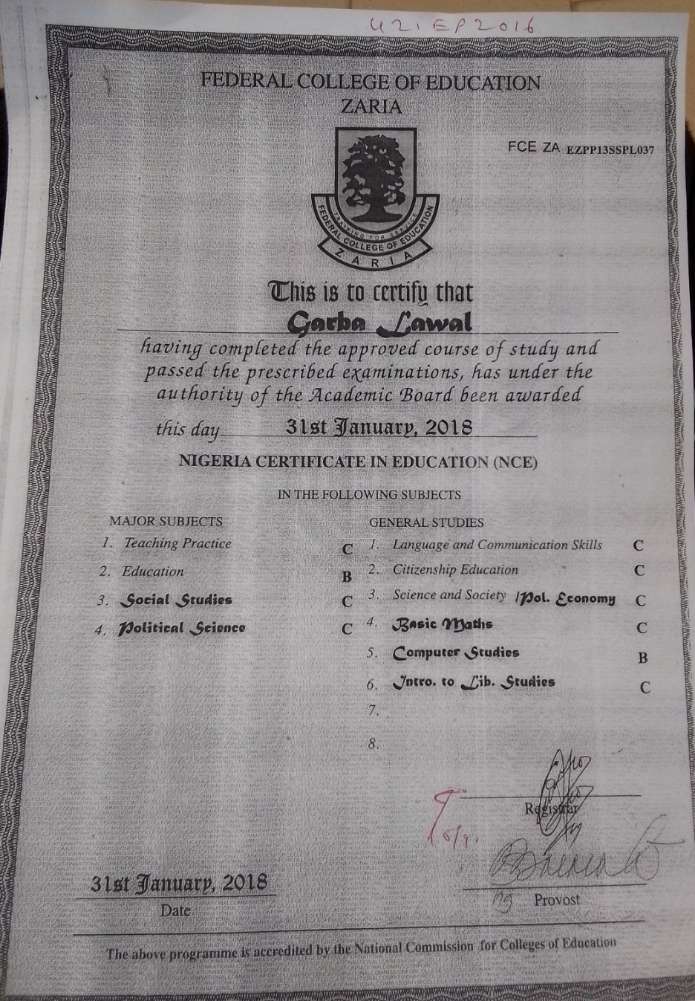 U21EP2016
FEDERAL COLLEGE OF EDUCATION
ZARIA
FCE ZA EZPP13SSPL037
TRAINING FOR SERVICE
FEDERAL COLLEGE OF EDUCATION
ZARIA
This is to certify that
Garba Lawal
having completed the approved course of study and
passed the prescribed examinations, has under the
authority of the Academic Board been awarded
this day 31st January, 2018
NIGERIA CERTIFICATE IN EDUCATION (NCE)
IN THE FOLLOWING SUBJECTS
MAJOR SUBJECTS
1. Teaching Practice C
2. Education B
3. Social Studies C
4. Political Science C
GENERAL STUDIES
1. Language and Communication Skills C
2. Citizenship Education C
3. Science and Society /Pol. Economy C
4. Basic Maths C
5. Computer Studies B
6. Intro. to Lib. Studies C
7.
8.
Registrar
31st January, 2018
Date
Provost
The above programme is accredited by the National Commission for Colleges of Education